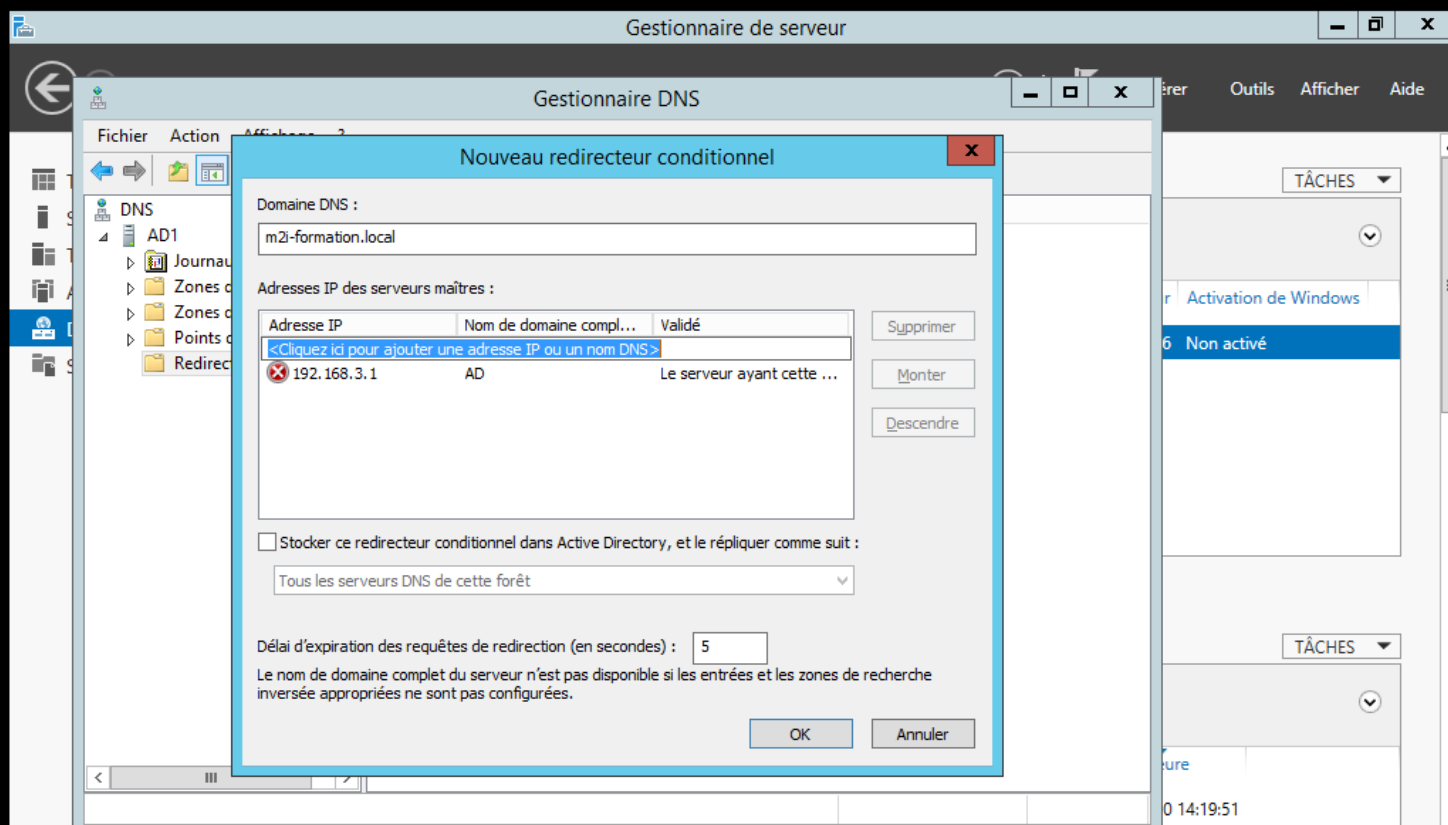 Gestionnaire de serveur
Outils Afficher Aide
Gestionnaire DNS
Fichier Action Affichage ?
Nouveau redirecteur conditionnel
TÂCHES
DNS
AD1
Domaine DNS :
m2i-formation.local
Adresses IP des serveurs maîtres :
Adresse IP Nom de domaine compl... Validé
<Cliquez ici pour ajouter une adresse IP ou un nom DNS>
192.168.3.1 AD Le serveur ayant cette ...
Supprimer
Monter
Descendre
Activation de Windows
6 Non activé
Stocker ce redirecteur conditionnel dans Active Directory, et le répliquer comme suit :
Tous les serveurs DNS de cette forêt
Délai d'expiration des requêtes de redirection (en secondes) : 5
Le nom de domaine complet du serveur n'est pas disponible si les entrées et les zones de recherche
inversée appropriées ne sont pas configurées.
OK Annuler
TÂCHES
0 14:19:51